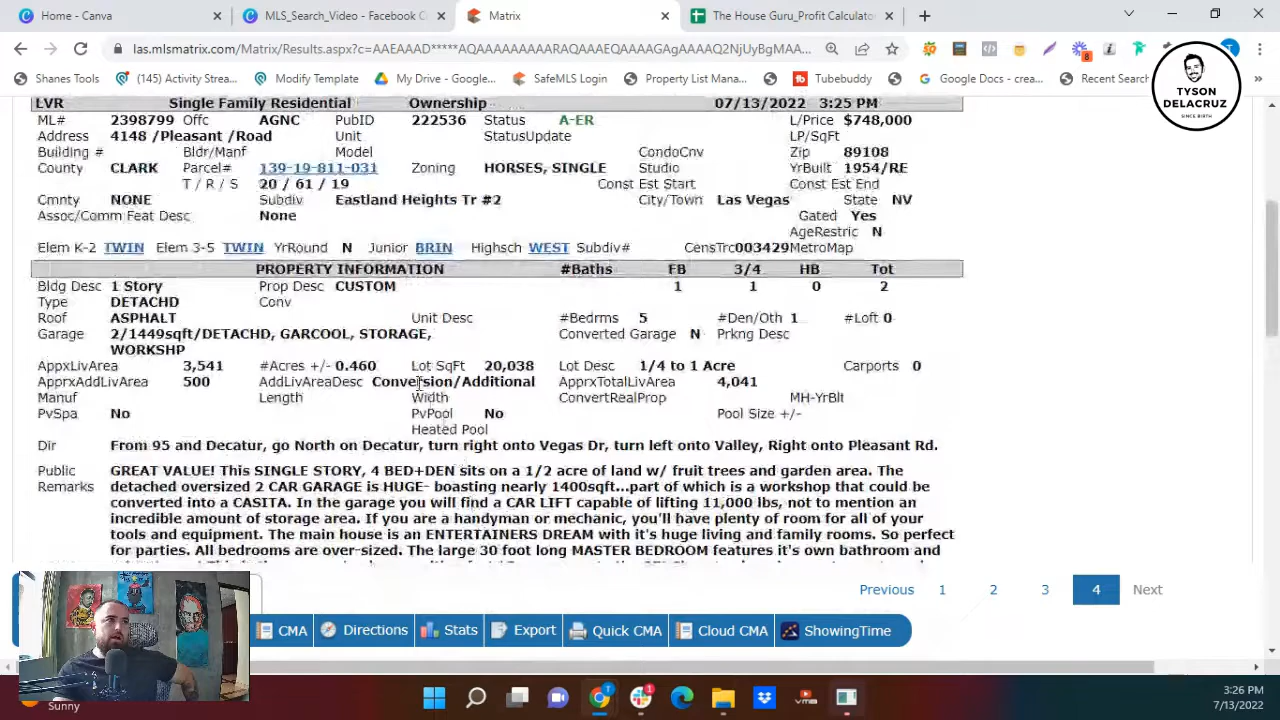 Home - Canva
MLS_Search_Video - Facebook C
Matrix
The House Guru_Profit Calculator
las.mlsmatrix.com/Matrix/Results.aspx?c=AAEAAAD*****AQAAAAAAAAARAQAAAEQAAAAGAgAAAAQ2NjUyBgMAA...
8
T
Shanes Tools
(145) Activity Strea...
Modify Template
My Drive - Google...
SafeMLS Login
Property List Mana...
Tubebuddy
Google Docs - crea...
Recent Search
TYSON
DELACRUZ
SINCE BIRTH
LVR Single Family Residential Ownership 07/13/2022 3:25 PM
ML# 2398799 Offc AGNC PubID 222536 Status A-ER L/Price $748,000
Address 4148 /Pleasant /Road Unit StatusUpdate LP/SqFt
Building # Bldr/Manf Model CondoCnv Zip 89108
County CLARK Parcel# 139-19-811-031 Zoning HORSES, SINGLE Studio YrBuilt 1954/RE
T / R / S 20 / 61 / 19 Const Est Start Const Est End
Cmnty NONE Subdiv Eastland Heights Tr #2 City/Town Las Vegas State NV
Assoc/Comm Feat Desc None Gated Yes
AgeRestric N
Elem K-2 TWIN Elem 3-5 TWIN YrRound N Junior BRIN Highsch WEST Subdiv# CensTrc003429MetroMap
PROPERTY INFORMATION #Baths FB 3/4 HB Tot
Bldg Desc 1 Story Prop Desc CUSTOM 1 1 0 2
Type DETACHD Conv
Roof ASPHALT Unit Desc #Bedrms 5 #Den/Oth 1 #Loft 0
Garage 2/1449sqft/DETACHD, GARCOOL, STORAGE, Converted Garage N Prkng Desc
WORKSHP
AppxLivArea 3,541 #Acres +/- 0.460 Lot SqFt 20,038 Lot Desc 1/4 to 1 Acre Carports 0
ApprxAddLivArea 500 AddLivAreaDesc Conversion/Additional ApprxTotalLivArea 4,041
Manuf Length Width ConvertRealProp MH-YrBlt
PvSpa No PvPool No Pool Size +/-
Heated Pool
Dir From 95 and Decatur, go North on Decatur, turn right onto Vegas Dr, turn left onto Valley, Right onto Pleasant Rd.
Public GREAT VALUE! This SINGLE STORY, 4 BED+DEN sits on a 1/2 acre of land w/ fruit trees and garden area. The
Remarks detached oversized 2 CAR GARAGE is HUGE- boasting nearly 1400sqft...part of which is a workshop that could be
converted into a CASITA. In the garage you will find a CAR LIFT capable of lifting 11,000 lbs, not to mention an
incredible amount of storage area. If you are a handyman or mechanic, you'll have plenty of room for all of your
tools and equipment. The main house is an ENTERTAINERS DREAM with it's huge living and family rooms. So perfect
for parties. All bedrooms are over-sized. The large 30 foot long MASTER BEDROOM features it's own bathroom and
Previous 1 2 3 4 Next
CMA Directions Stats Export Quick CMA Cloud CMA ShowingTime
Sunny
1
3:26 PM
7/13/2022